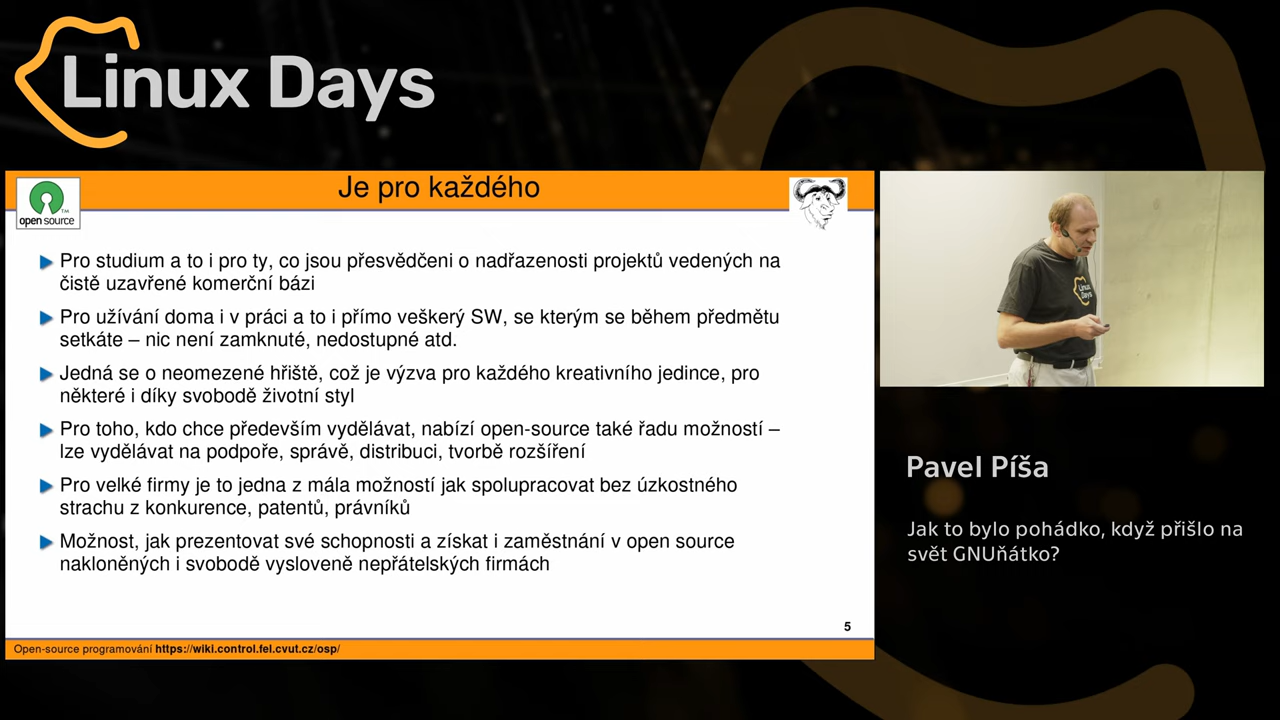 Linux Days
Je pro každého
open source
TM
Pro studium a to i pro ty, co jsou přesvědčeni o nadřazenosti projektů vedených na
čistě uzavřené komerční bázi
Pro užívání doma i v práci a to i přímo veškerý SW, se kterým se během předmětu
setkáte – nic není zamknuté, nedostupné atd.
Jedná se o neomezené hřiště, což je výzva pro každého kreativního jedince, pro
některé i díky svobodě životní styl
Pro toho, kdo chce především vydělávat, nabízí open-source také řadu možností –
lze vydělávat na podpoře, správě, distribuci, tvorbě rozšíření
Pro velké firmy je to jedna z mála možností jak spolupracovat bez úzkostného
strachu z konkurence, patentů, právníků
Možnost, jak prezentovat své schopnosti a získat i zaměstnání v open source
nakloněných i svobodě vysloveně nepřátelských firmách
5
Open-source programování https://wiki.control.fel.cvut.cz/osp/
Linux
Days
Pavel Píša
Jak to bylo pohádko, když přišlo na
svět GNUňátko?